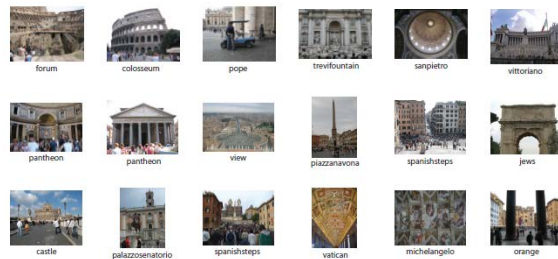 forum
colosseum
pope
trevifountain
sanpietro
vittoriano
pantheon
pantheon
view
piazzanavona
spanishsteps
jews
castle
palazzosenatorio
spanishsteps
vatican
michelangelo
orange